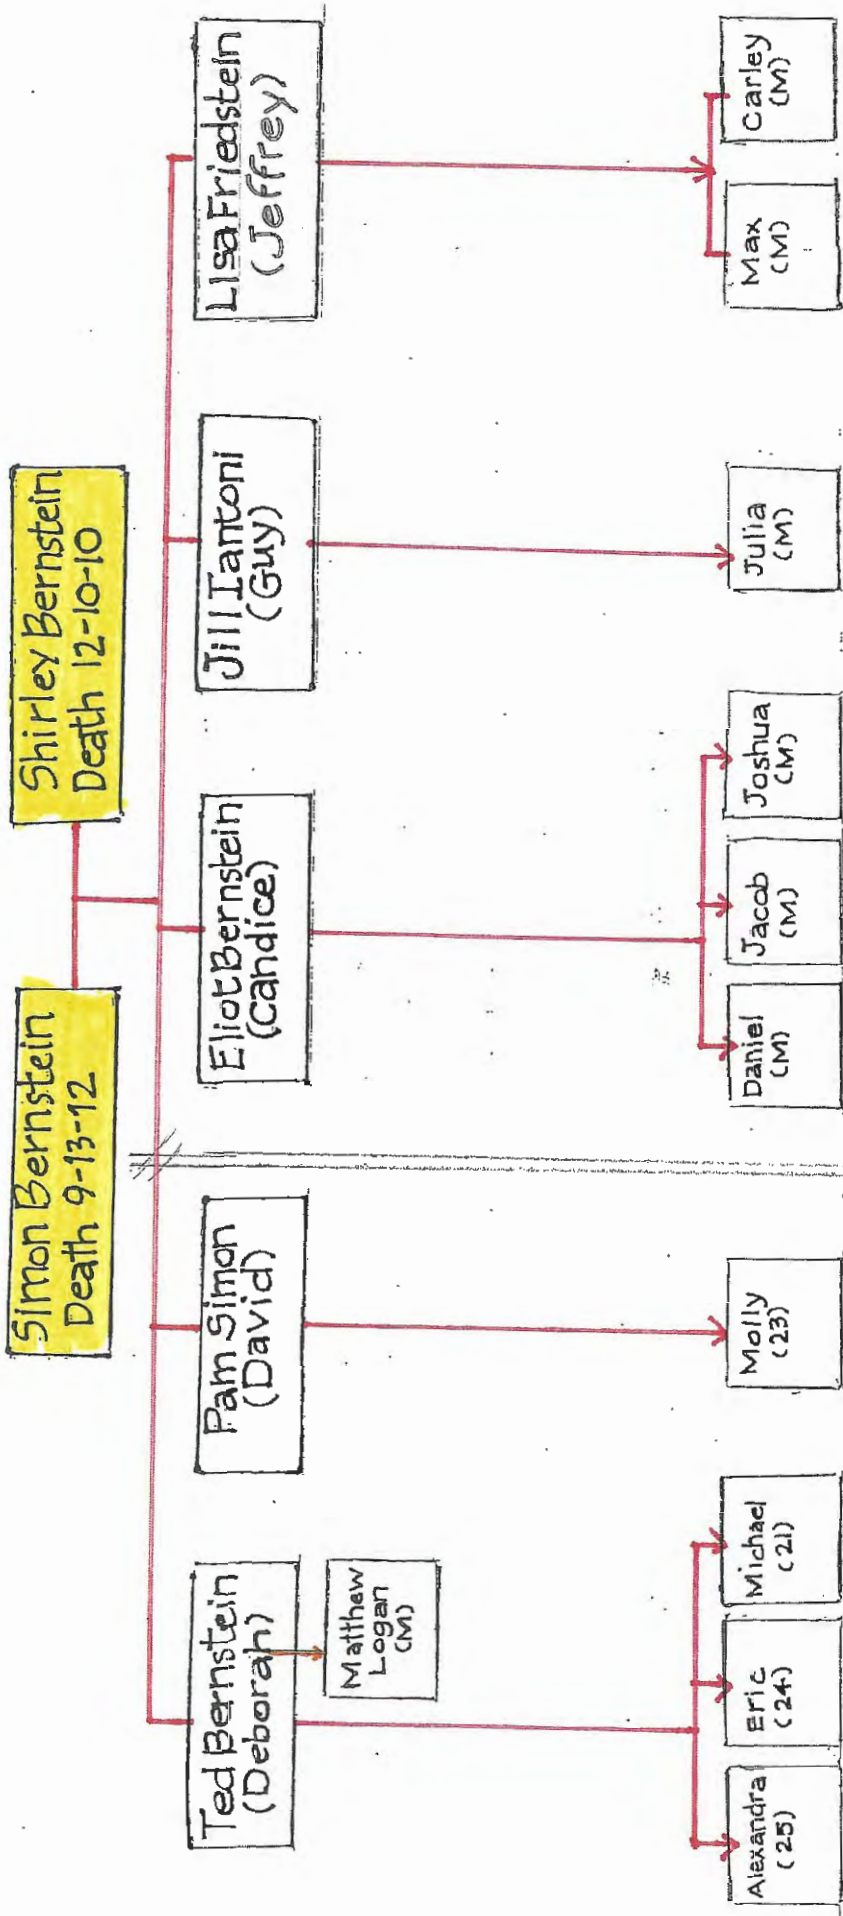 Simon Bernstein
Death 9-13-12
Shirley Bernstein
Death 12-10-10
Ted Bernstein
(Deborah)
Pam Simon
(David)
Eliot Bernstein
(Candice)
Jill Iantoni
(Guy)
Lisa Friedstein
(Jeffrey)
Matthew
Logan
(M)
Alexandra
(25)
Eric
(24)
Michael
(21)
Molly
(23)
Daniel
(M)
Jacob
(M)
Joshua
(M)
Julia
(M)
Max
(M)
Carley
(M)